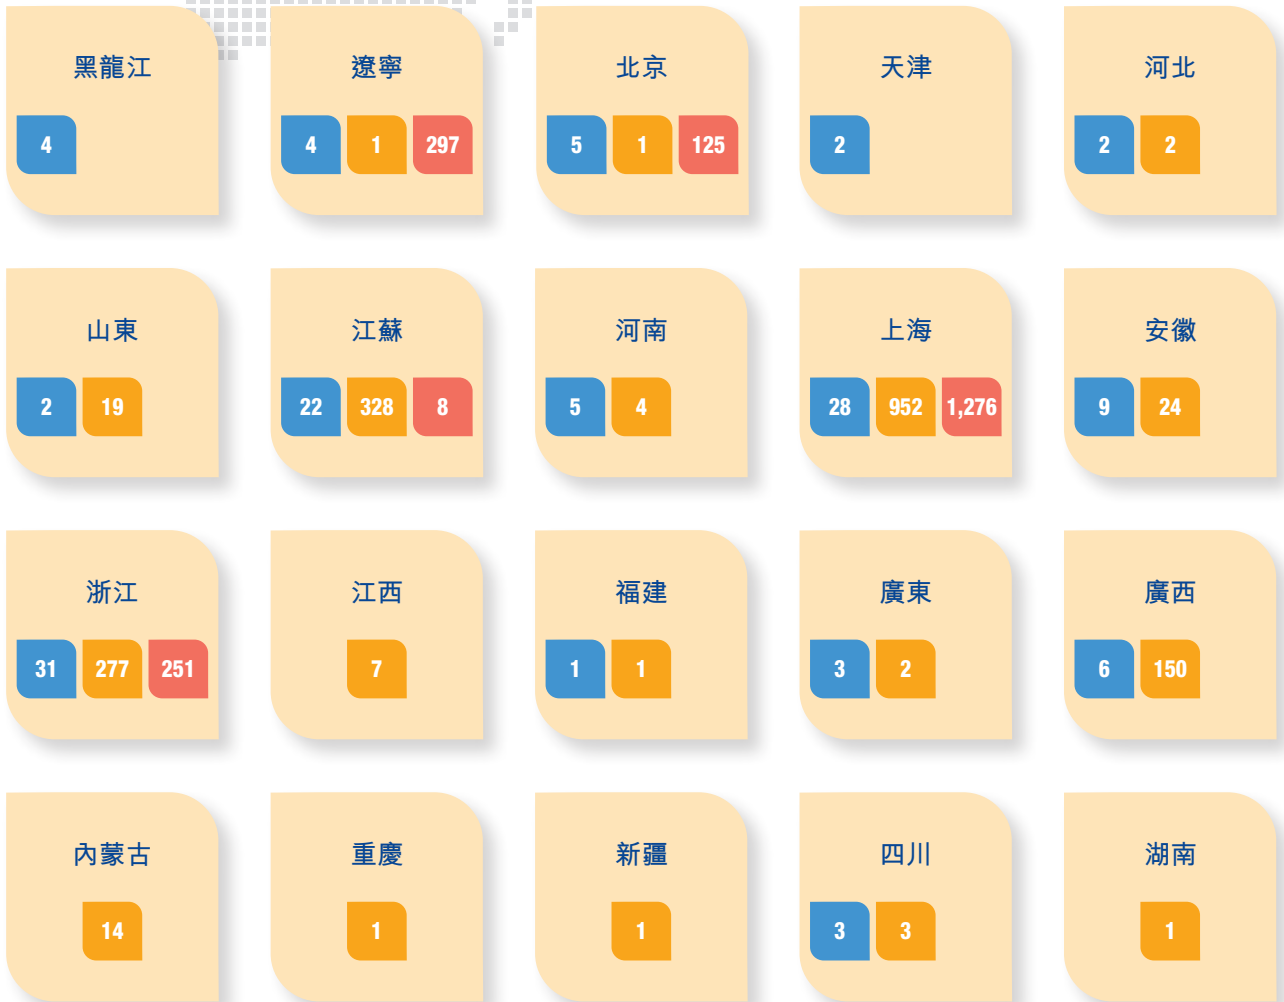 黑龍江
4
遼寧
4 1 297
北京
5 1 125
天津
2
河北
2 2
山東
2 19
江蘇
22 328 8
河南
5 4
上海
28 952 1,276
安徽
9 24
浙江
31 277 251
江西
7
福建
1 1
廣東
3 2
廣西
6 150
內蒙古
14
重慶
1
新疆
1
四川
3 3
湖南
1